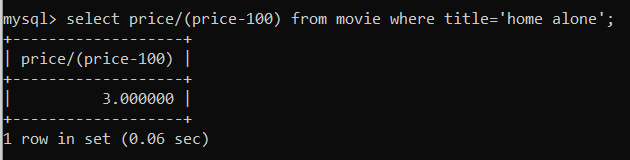 mysql> select price/(price-100) from movie where title='home alone';
+-------------------+
| price/(price-100) |
+-------------------+
|          3.000000 |
+-------------------+
1 row in set (0.06 sec)